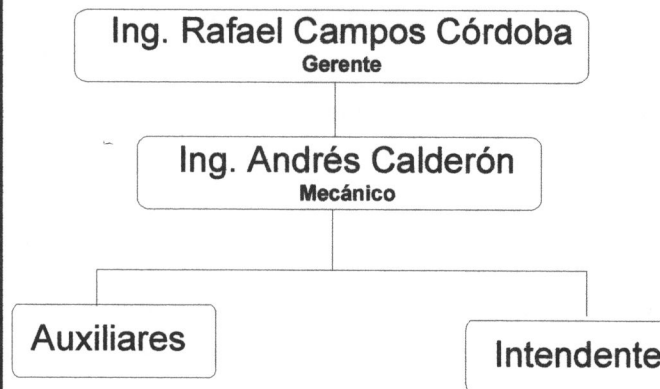 Ing. Rafael Campos Córdoba
Gerente
Ing. Andrés Calderón
Mecánico
Auxiliares
Intendente